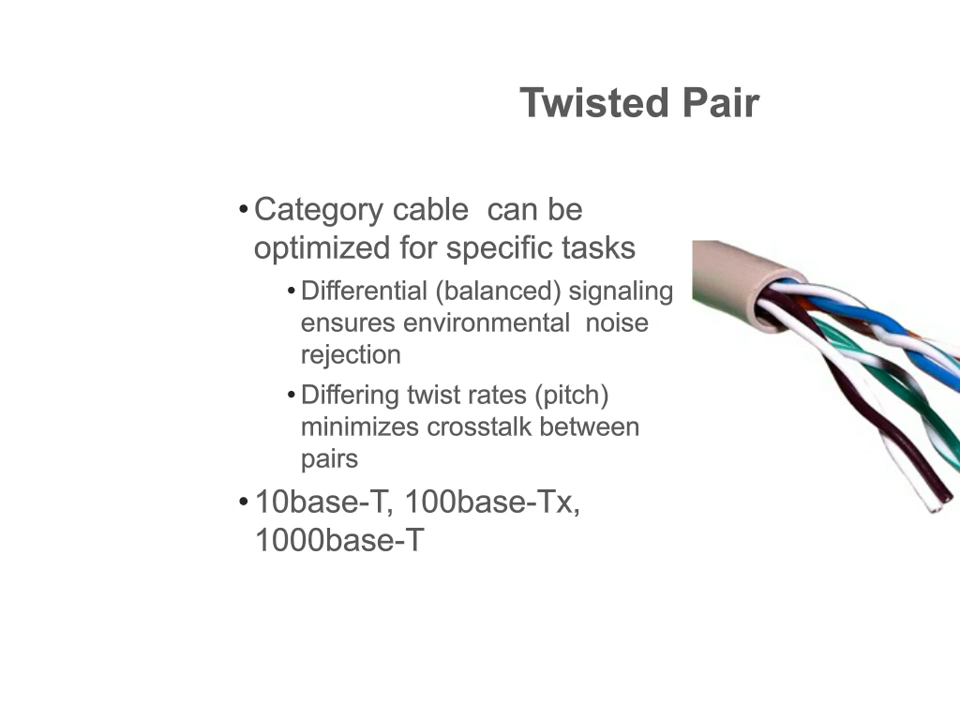 Twisted Pair
• Category cable  can be
optimized for specific tasks
• Differential (balanced) signaling
ensures environmental  noise
rejection
• Differing twist rates (pitch)
minimizes crosstalk between
pairs
• 10base-T, 100base-Tx,
1000base-T